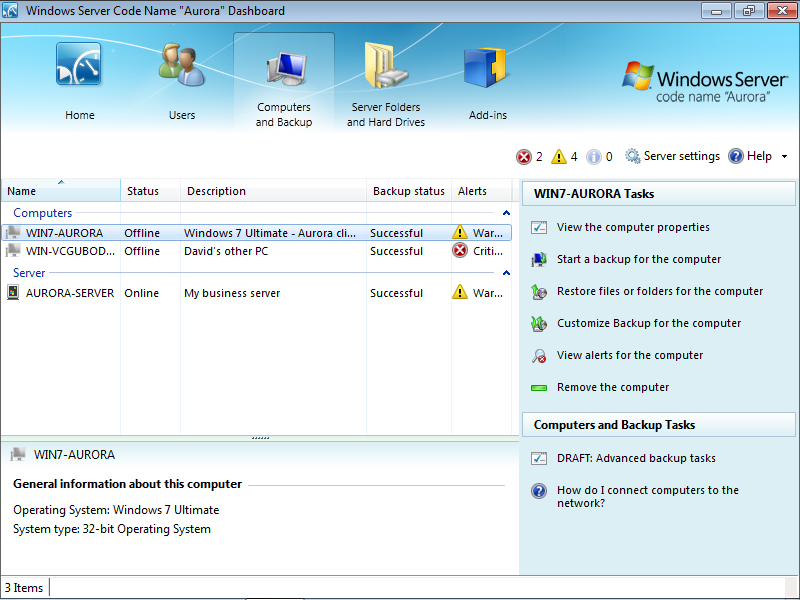 Windows Server Code Name "Aurora" Dashboard
Home
Users
Computers
and Backup
Server Folders
and Hard Drives
Add-ins
Windows Server
code name "Aurora"
2 4 0 Server settings Help
Name Status Description Backup status Alerts
Computers
WIN7-AURORA Offline Windows 7 Ultimate - Aurora cli... Successful War...
WIN-VCGUBOD... Offline David's other PC Successful Criti...
Server
AURORA-SERVER Online My business server Successful War...
WIN7-AURORA Tasks
View the computer properties
Start a backup for the computer
Restore files or folders for the computer
Customize Backup for the computer
View alerts for the computer
Remove the computer
Computers and Backup Tasks
DRAFT: Advanced backup tasks
How do I connect computers to the
network?
WIN7-AURORA
General information about this computer
Operating System: Windows 7 Ultimate
System type: 32-bit Operating System
3 Items